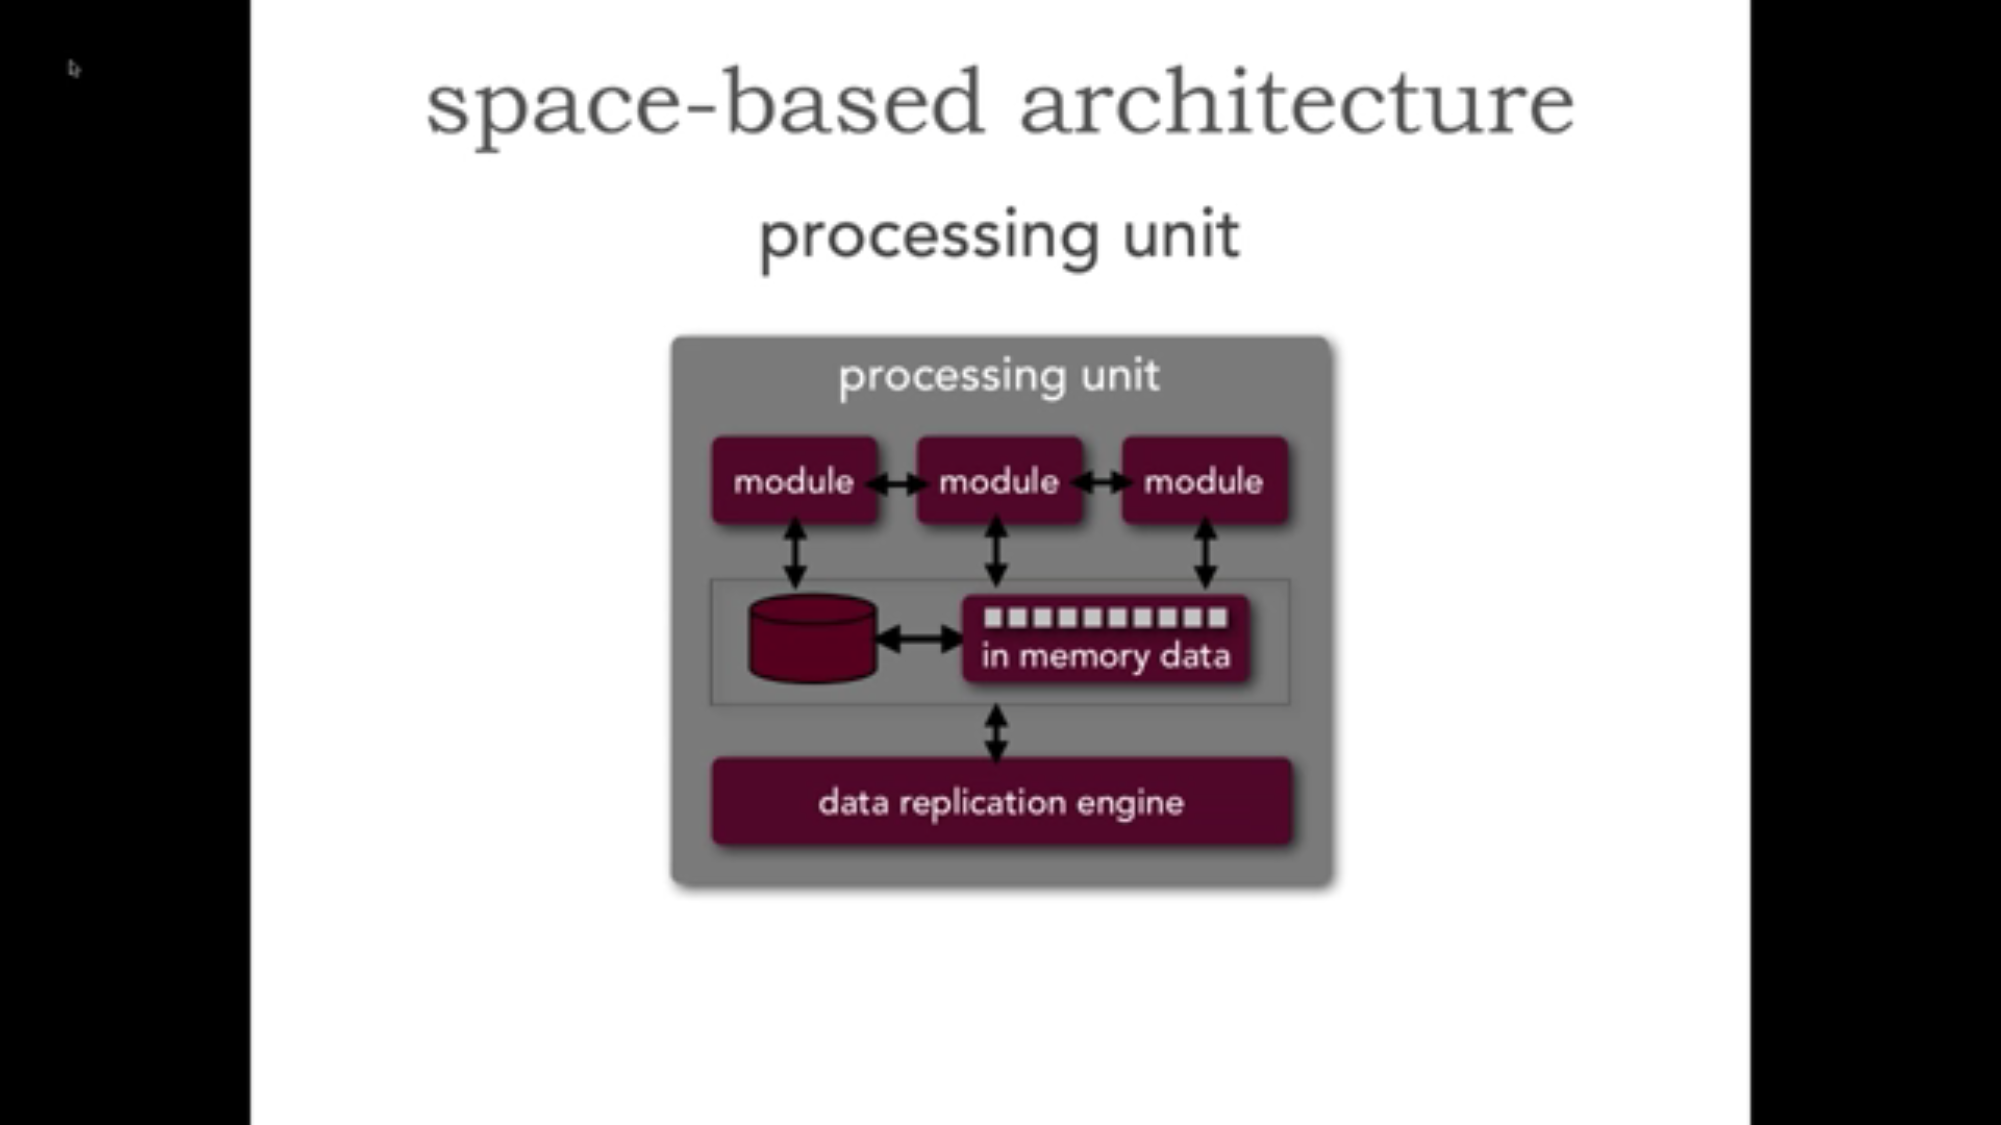 space-based architecture
processing unit
processing unit
module module module
in memory data
data replication engine